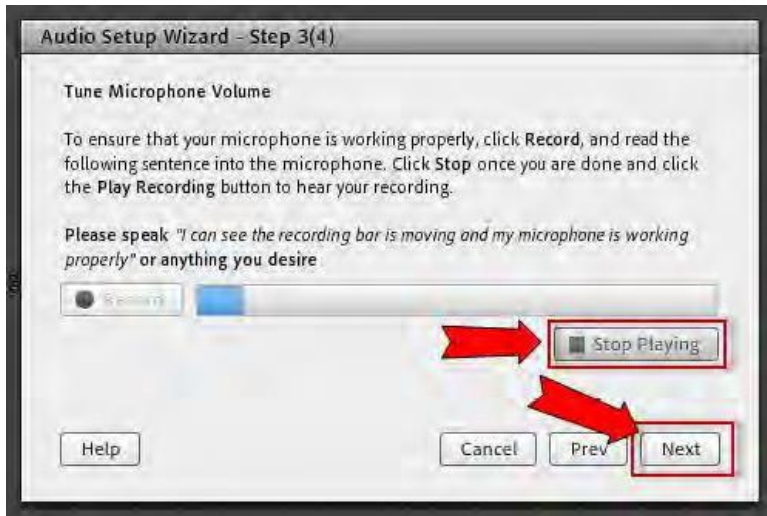 Audio Setup Wizard - Step 3(4)
Tune Microphone Volume
To ensure that your microphone is working properly, click Record, and read the
following sentence into the microphone. Click Stop once you are done and click
the Play Recording button to hear your recording.
Please speak "I can see the recording bar is moving and my microphone is working
properly" or anything you desire
Record
Stop Playing
Help
Cancel
Prev
Next